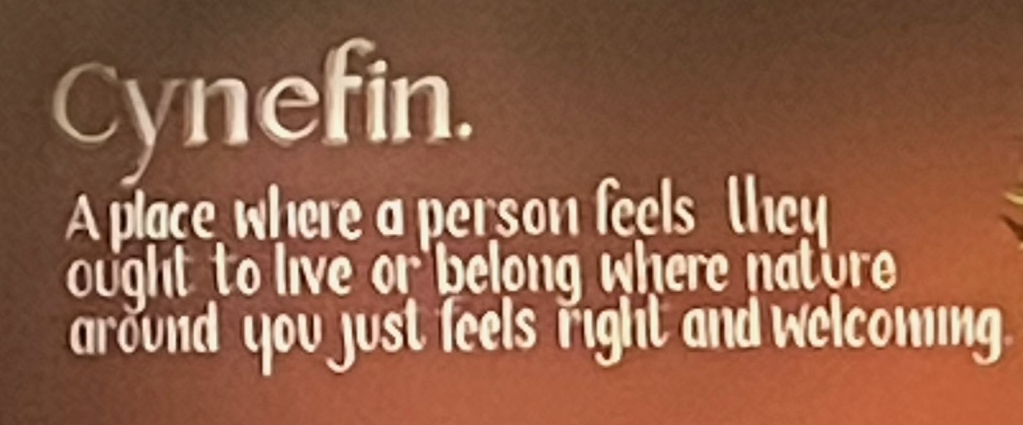 Cynefin.
A place where a person feels they
ought to live or belong where nature
around you just feels right and welcoming.